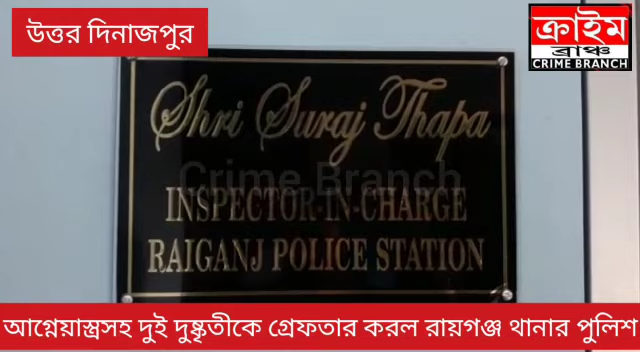 উত্তর দিনাজপুর
ক্রাইম
ব্রাঞ্চ
CRIME BRANCH
Shri Suraj Thapa
Crime Branch
INSPECTOR-IN-CHARGE
RAIGANJ POLICE STATION
আগ্নেয়াস্ত্রসহ দুই দুষ্কৃতীকে গ্রেফতার করল রায়গঞ্জ থানার পুলিশ